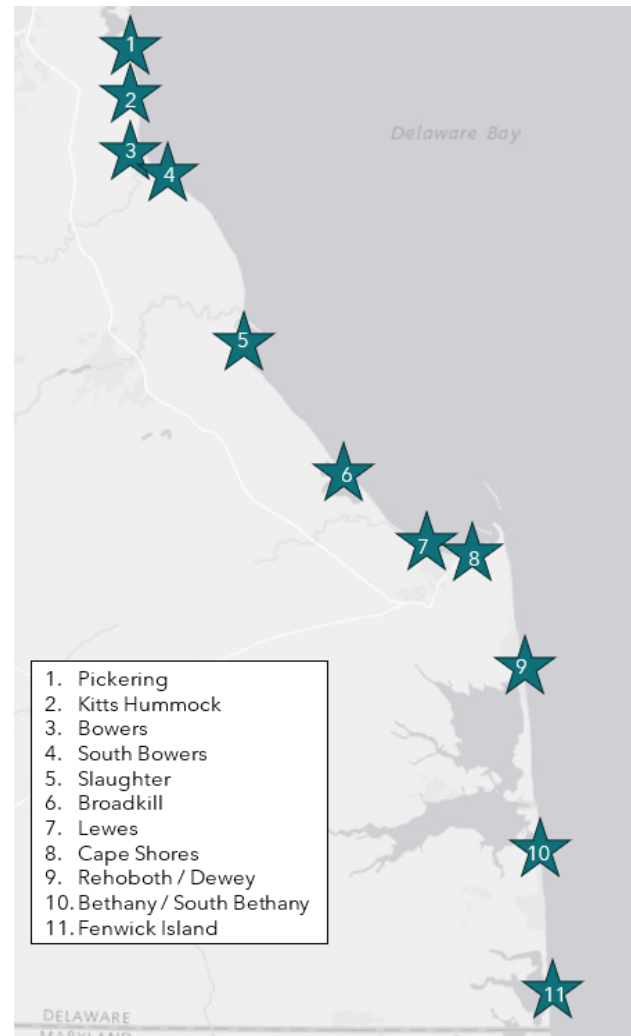 1
2
3
4
Delaware Bay
5
6
7
8
9
10
11
1. Pickering
2. Kitts Hummock
3. Bowers
4. South Bowers
5. Slaughter
6. Broadkill
7. Lewes
8. Cape Shores
9. Rehoboth / Dewey
10. Bethany / South Bethany
11. Fenwick Island
DELAWARE
MARYLAND